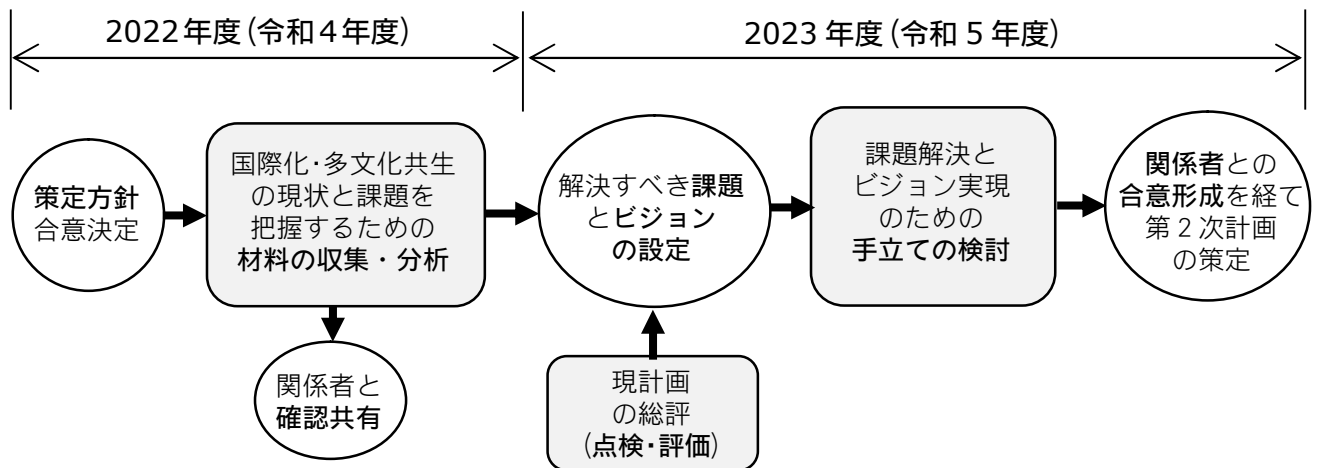 2022年度(令和4年度)
2023年度(令和5年度)
策定方針
合意決定
国際化･多文化共生
の現状と課題を
把握するための
材料の収集・分析
解決すべき課題
とビジョン
の設定
課題解決と
ビジョン実現
のための
手立ての検討
関係者との
合意形成を経て
第2次計画
の策定
関係者と
確認共有
現計画
の総評
(点検･評価)